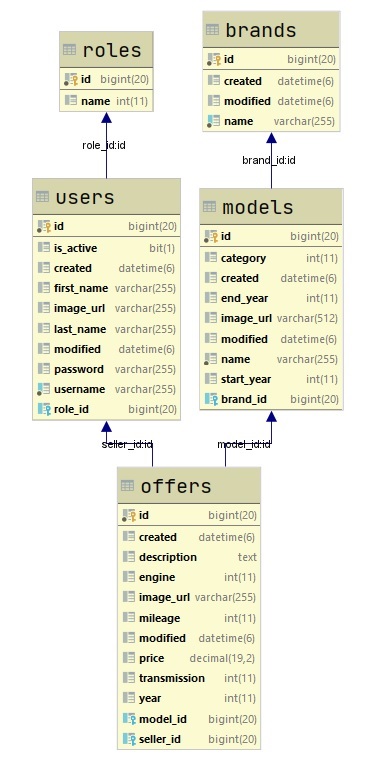 roles
id bigint(20)
name int(11)
brands
id bigint(20)
created datetime(6)
modified datetime(6)
name varchar(255)
role_id:id
brand_id:id
users
id bigint(20)
is_active bit(1)
created datetime(6)
first_name varchar(255)
image_url varchar(255)
last_name varchar(255)
modified datetime(6)
password varchar(255)
username varchar(255)
role_id bigint(20)
models
id bigint(20)
category int(11)
created datetime(6)
end_year int(11)
image_url varchar(512)
modified datetime(6)
name varchar(255)
start_year int(11)
brand_id bigint(20)
seller_id:id
model_id:id
offers
id bigint(20)
created datetime(6)
description text
engine int(11)
image_url varchar(255)
mileage int(11)
modified datetime(6)
price decimal(19,2)
transmission int(11)
year int(11)
model_id bigint(20)
seller_id bigint(20)